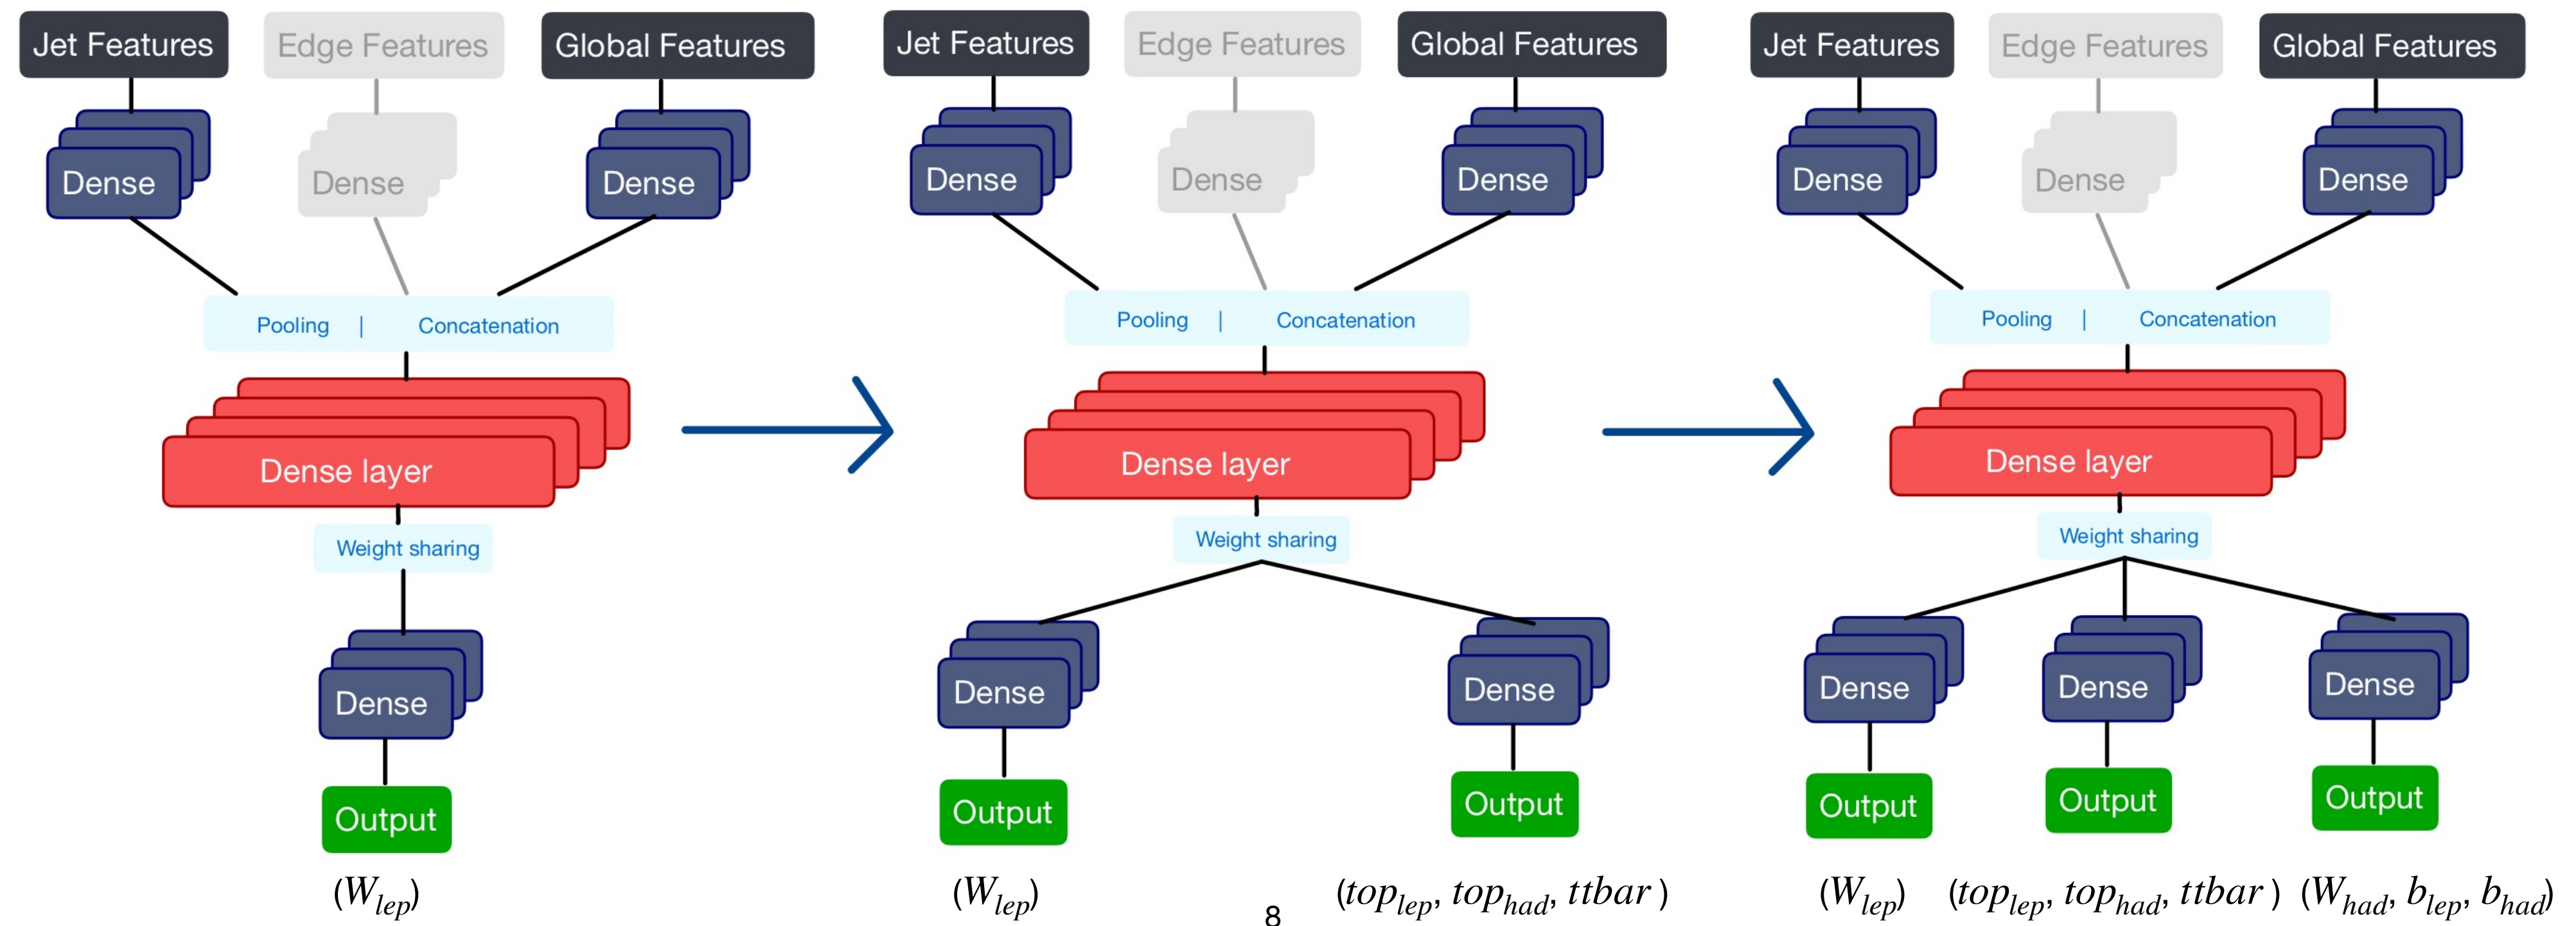 Jet Features
Edge Features
Global Features
Dense
Dense
Dense
Pooling | Concatenation
Dense layer
Weight sharing
Dense
Output
(W_lep)
Jet Features
Edge Features
Global Features
Dense
Dense
Dense
Pooling | Concatenation
Dense layer
Weight sharing
Dense
Dense
Output
Output
(W_lep)
(top_lep, top_had, ttbar)
Jet Features
Edge Features
Global Features
Dense
Dense
Dense
Pooling | Concatenation
Dense layer
Weight sharing
Dense
Dense
Dense
Output
Output
Output
(W_lep)
(top_lep, top_had, ttbar)
(W_had, b_lep, b_had)
8